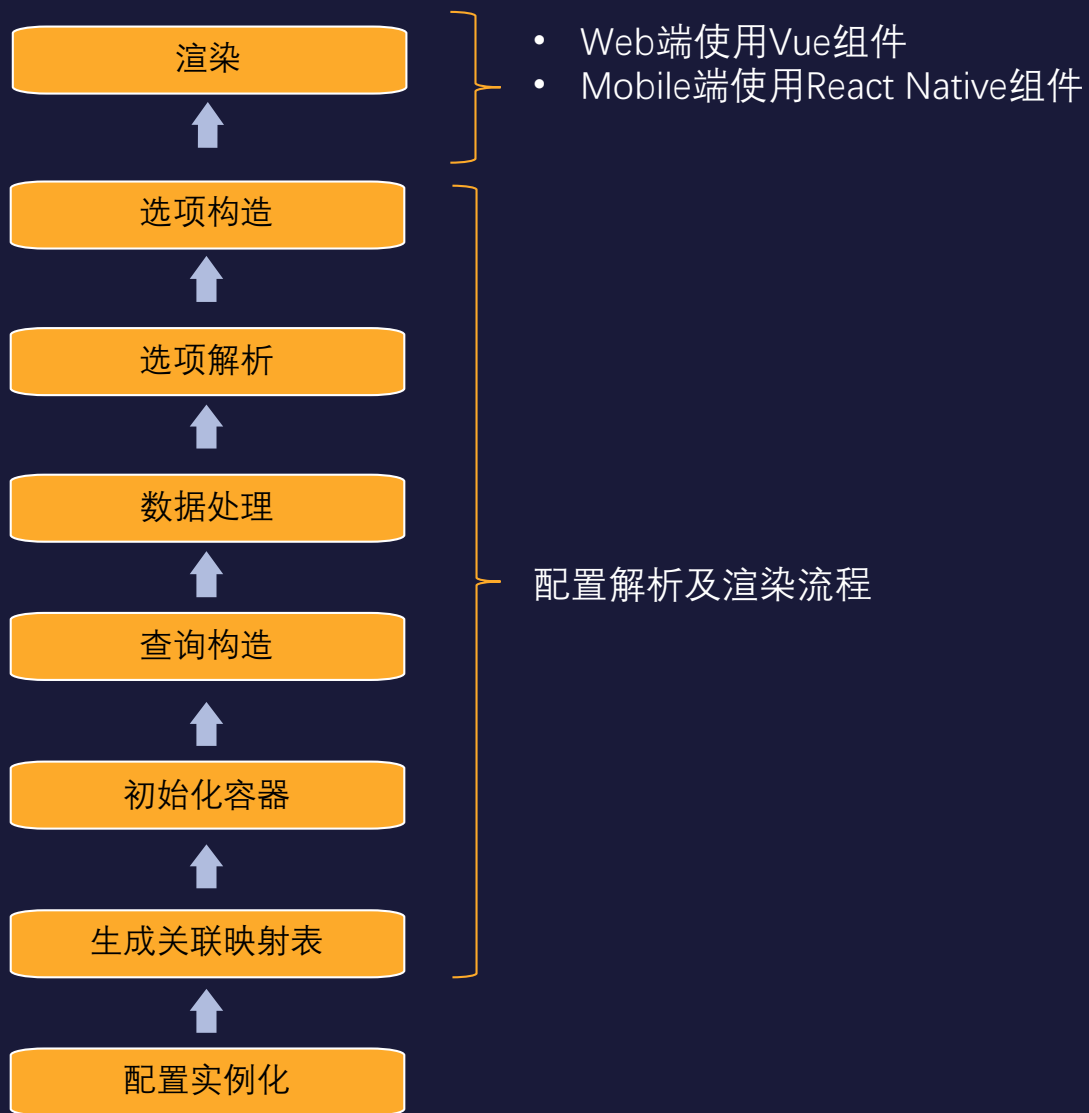 渲染
• Web端使用Vue组件
• Mobile端使用React Native组件
选项构造
选项解析
数据处理
配置解析及渲染流程
查询构造
初始化容器
生成关联映射表
配置实例化